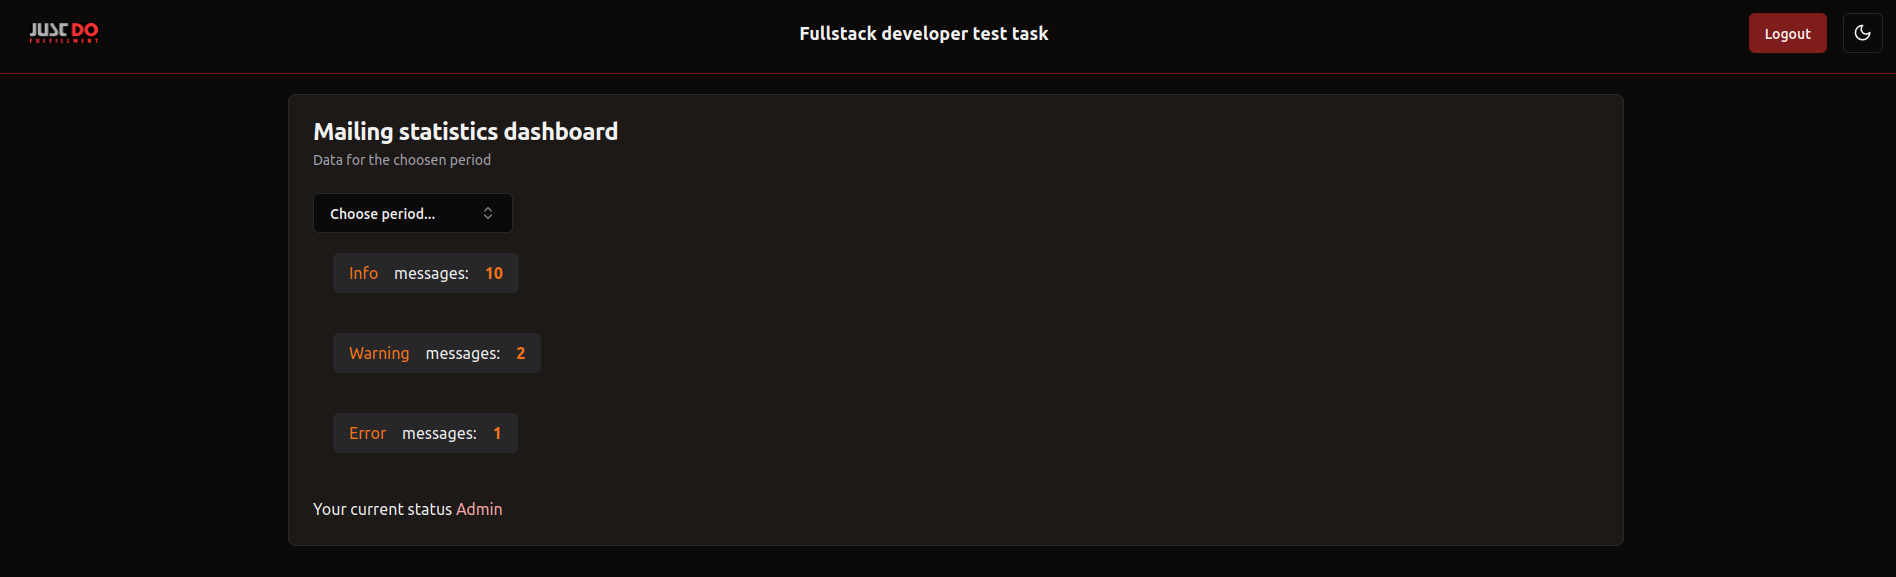 JUST DO
FULFILLMENT
Fullstack developer test task
Logout
Mailing statistics dashboard
Data for the choosen period
Choose period...
Info messages: 10
Warning messages: 2
Error messages: 1
Your current status Admin